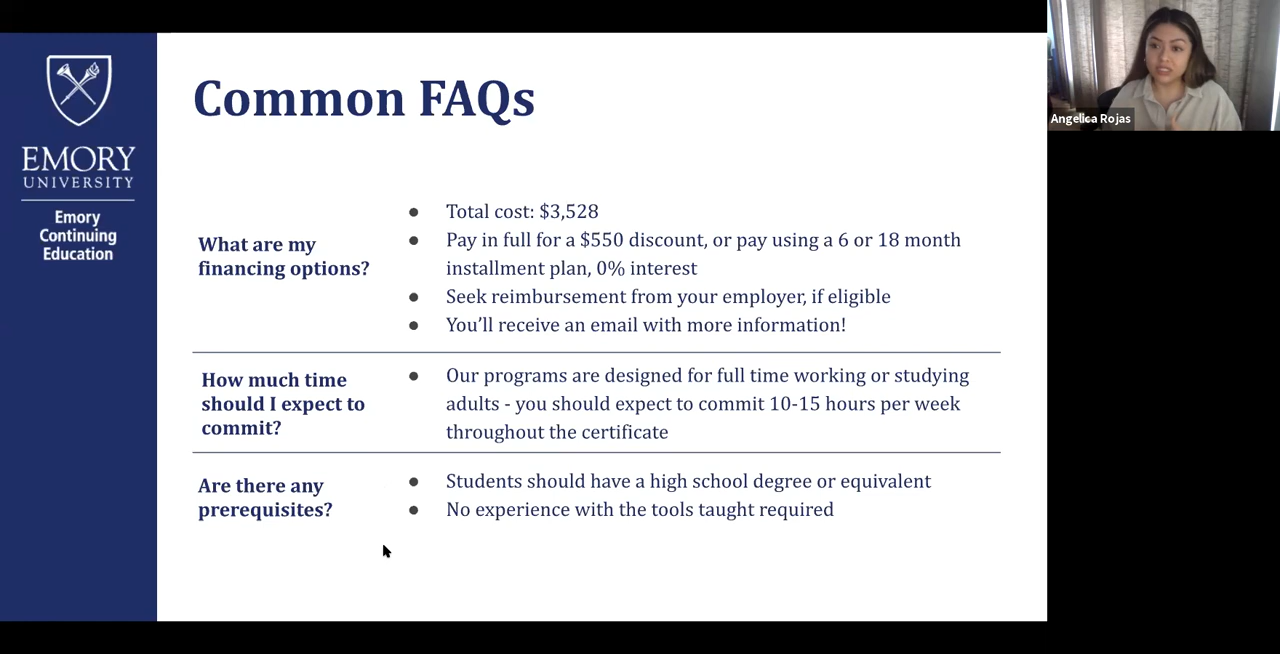 EMORY
UNIVERSITY
Emory
Continuing
Education
Common FAQs
What are my
financing options?
● Total cost: $3,528
● Pay in full for a $550 discount, or pay using a 6 or 18 month
installment plan, 0% interest
● Seek reimbursement from your employer, if eligible
● You’ll receive an email with more information!
How much time
should I expect to
commit?
● Our programs are designed for full time working or studying
adults - you should expect to commit 10-15 hours per week
throughout the certificate
Are there any
prerequisites?
● Students should have a high school degree or equivalent
● No experience with the tools taught required
Angelica Rojas